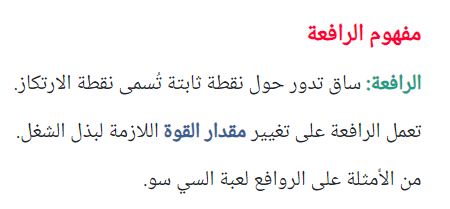 مفهوم الرافعة
الرافعة: ساق تدور حول نقطة ثابتة تُسمى نقطة الارتكاز.
تعمل الرافعة على تغيير مقدار القوة اللازمة لبذل الشغل.
من الأمثلة على الروافع لعبة السي سو.